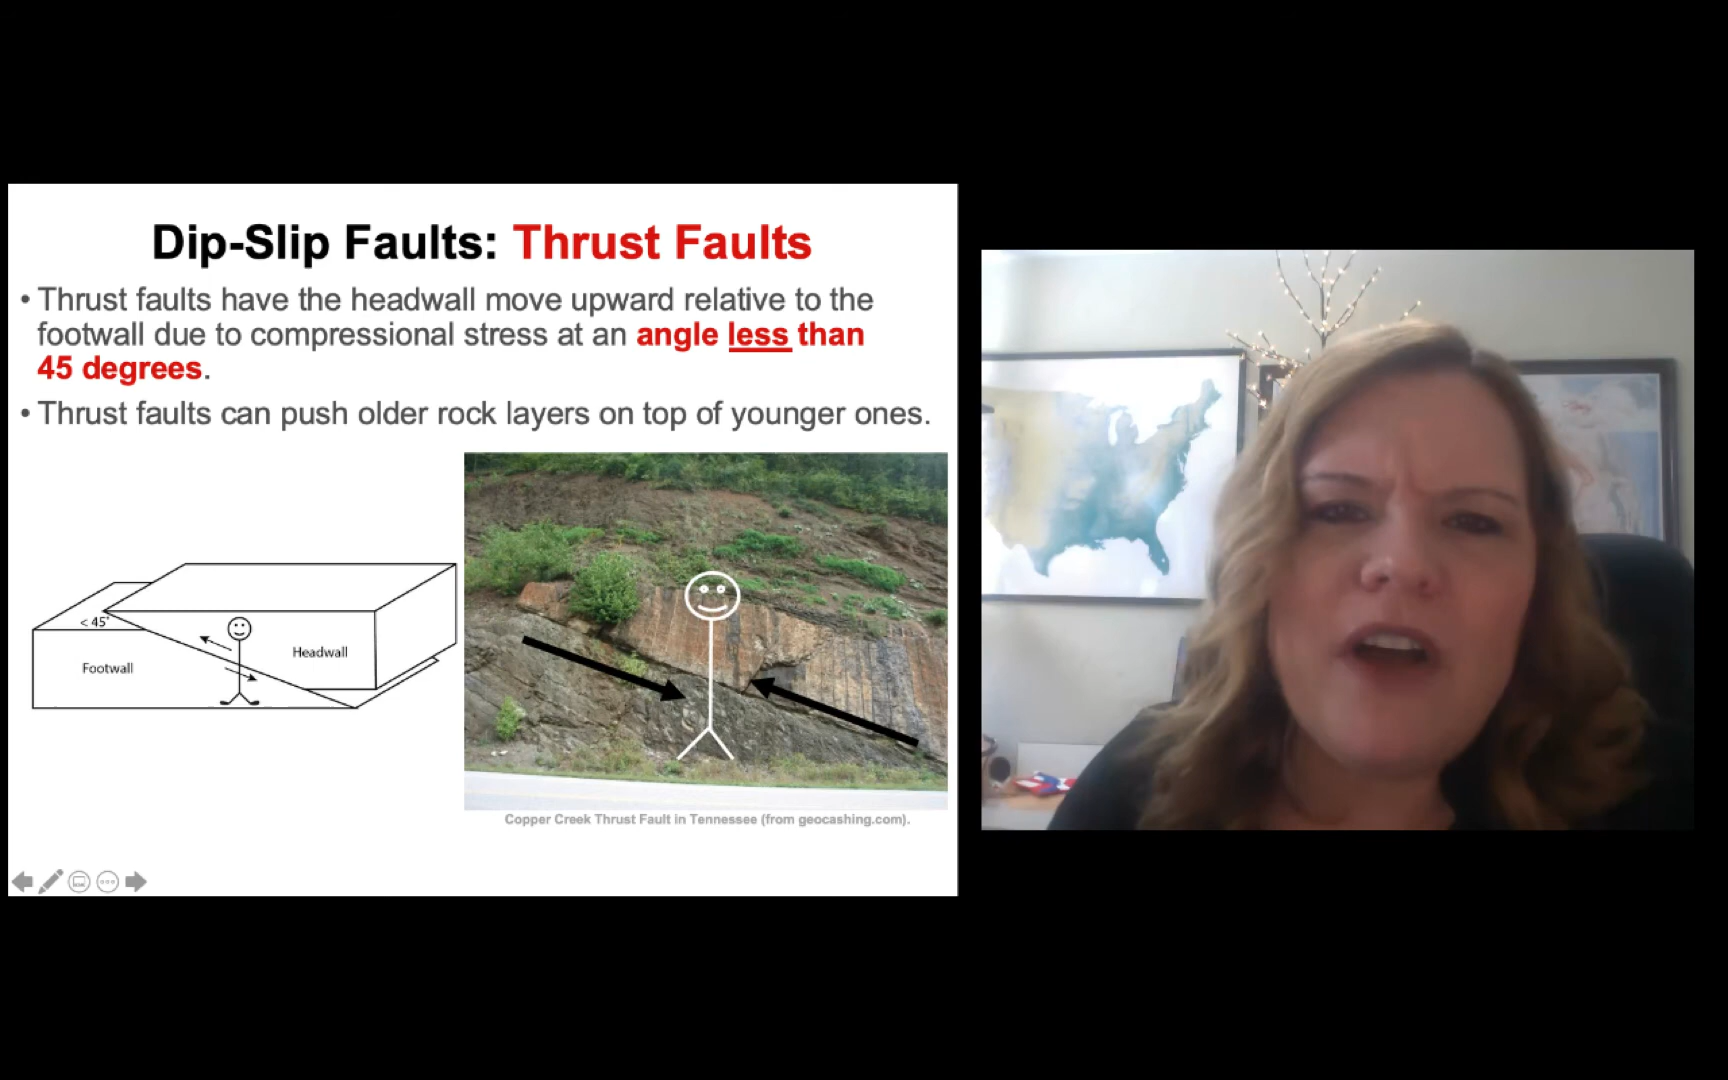 Dip-Slip Faults: Thrust Faults
• Thrust faults have the headwall move upward relative to the
footwall due to compressional stress at an angle less than
45 degrees.
• Thrust faults can push older rock layers on top of younger ones.
< 45°
Footwall
Headwall
Copper Creek Thrust Fault in Tennessee (from geocashing.com).